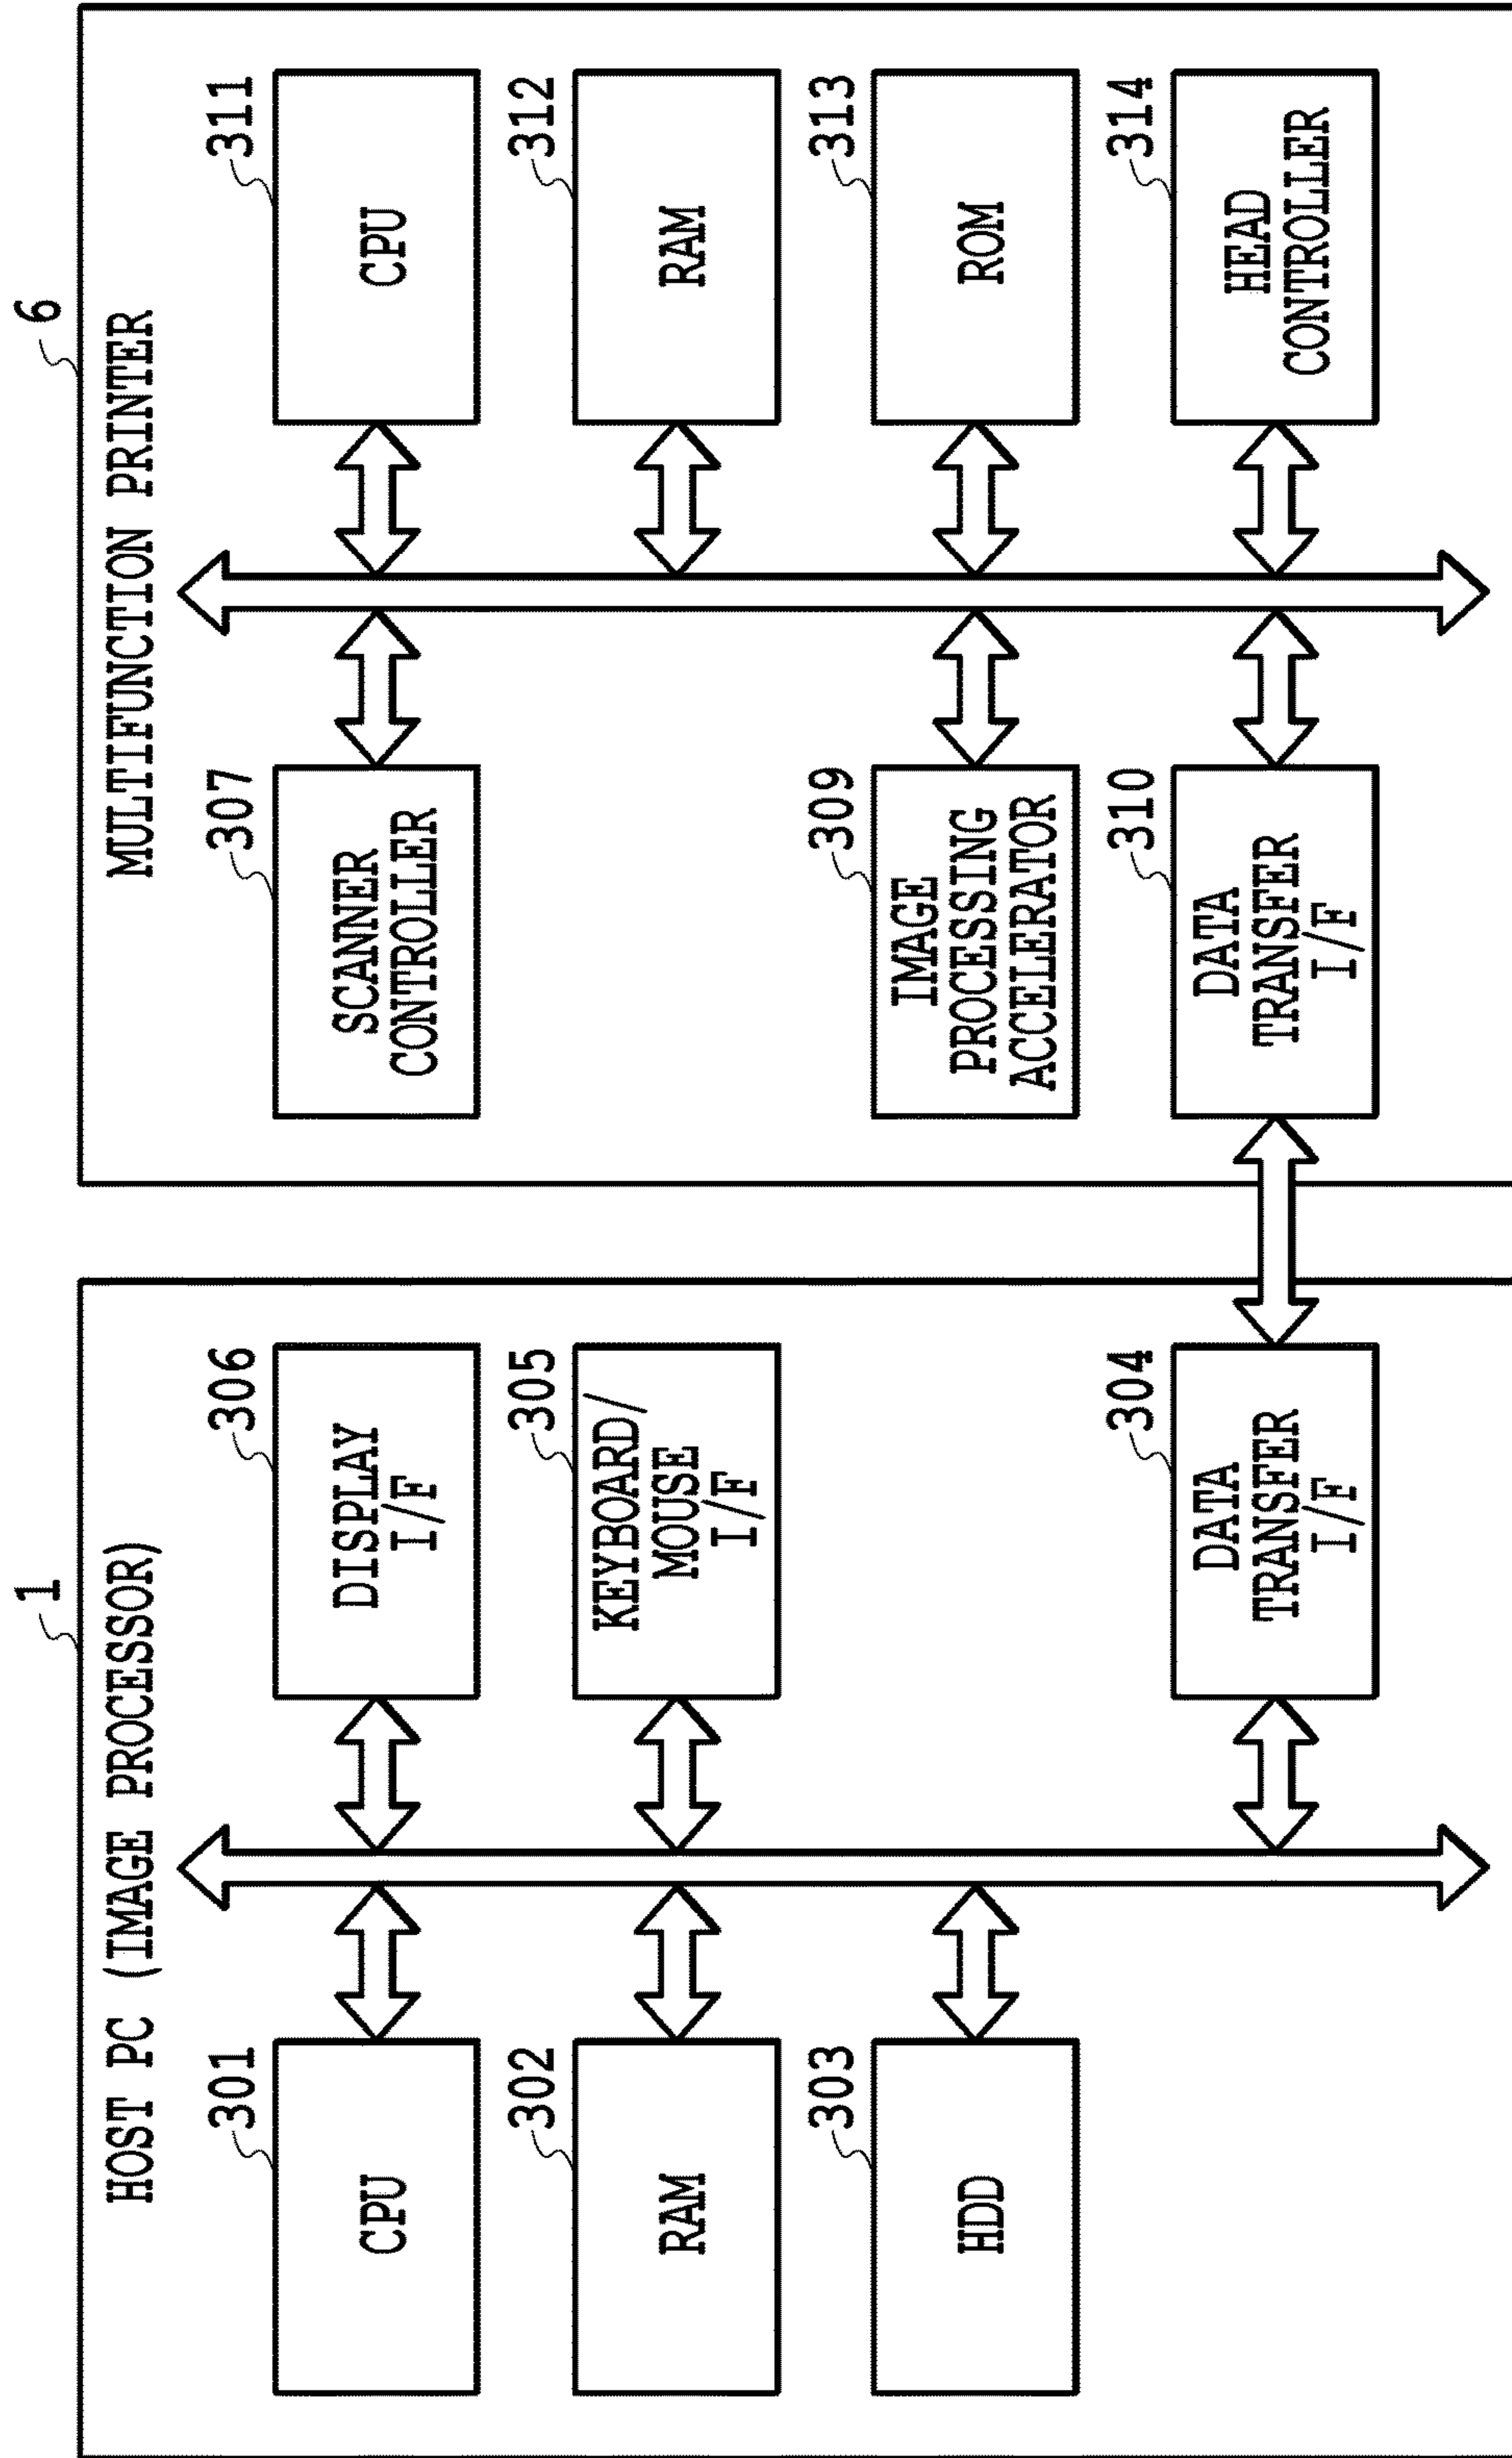 1
HOST PC (IMAGE PROCESSOR)
301
CPU
302
RAM
303
HDD
306
DISPLAY
I/F
305
KEYBOARD/
MOUSE
I/F
304
DATA
TRANSFER
I/F
6
MULTIFUNCTION PRINTER
307
SCANNER
CONTROLLER
309
IMAGE
PROCESSING
ACCELERATOR
310
DATA
TRANSFER
I/F
311
CPU
312
RAM
313
ROM
314
HEAD
CONTROLLER